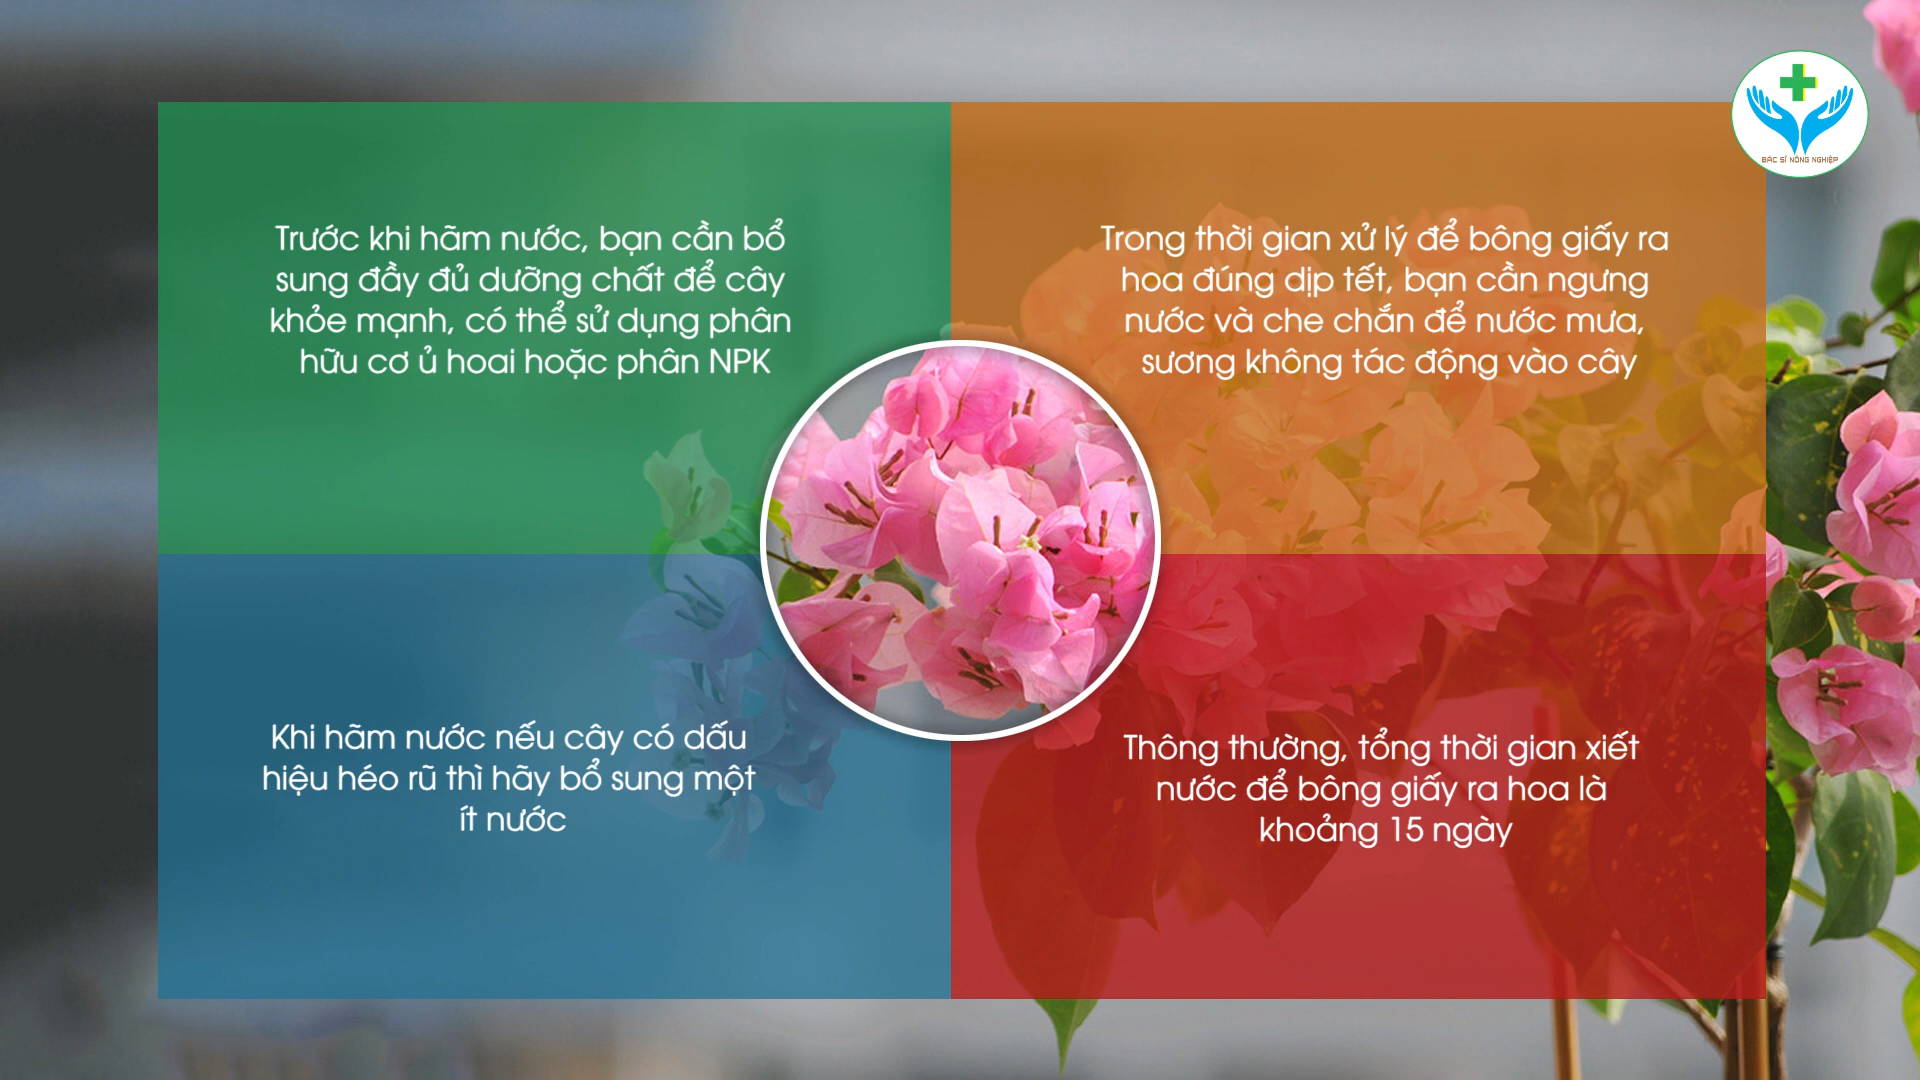 BÁC SĨ NÔNG NGHIỆP
Trước khi hãm nước, bạn cần bổ
sung đầy đủ dưỡng chất để cây
khỏe mạnh, có thể sử dụng phân
hữu cơ ủ hoai hoặc phân NPK
Trong thời gian xử lý để bông giấy ra
hoa đúng dịp tết, bạn cần ngưng
nước và che chắn để nước mưa,
sương không tác động vào cây
Khi hãm nước nếu cây có dấu
hiệu héo rũ thì hãy bổ sung một
ít nước
Thông thường, tổng thời gian xiết
nước để bông giấy ra hoa là
khoảng 15 ngày